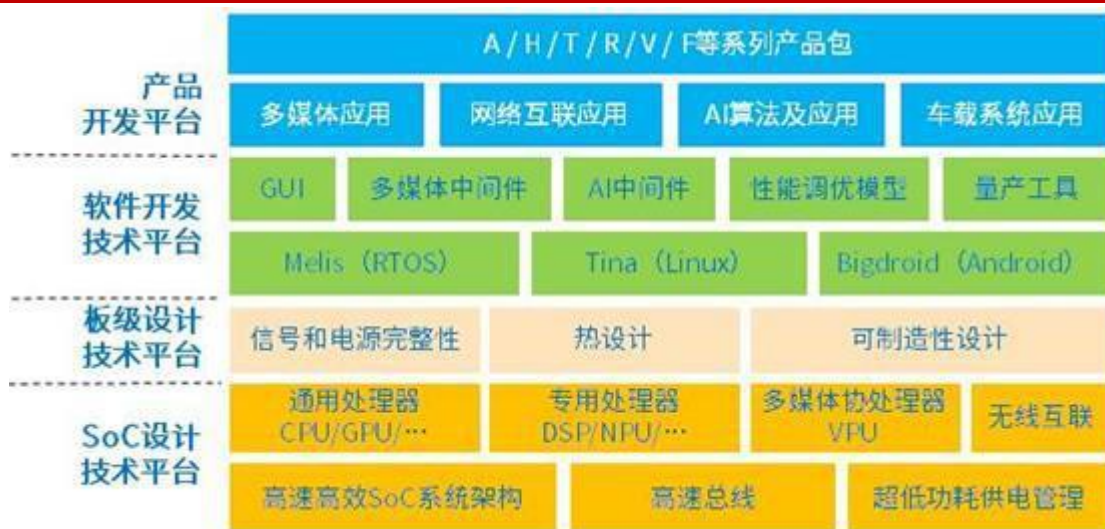 A / H / T / R / V / F等系列产品包
产品
开发平台
多媒体应用
网络互联应用
AI算法及应用
车载系统应用
软件开发
技术平台
GUI
多媒体中间件
AI中间件
性能调优模型
量产工具
Melis（RTOS）
Tina（Linux）
Bigdroid（Android）
板级设计
技术平台
信号和电源完整性
热设计
可制造性设计
SoC设计
技术平台
通用处理器
CPU/GPU/…
专用处理器
DSP/NPU/…
多媒体协处理器
VPU
无线互联
高速高效SoC系统架构
高速总线
超低功耗供电管理